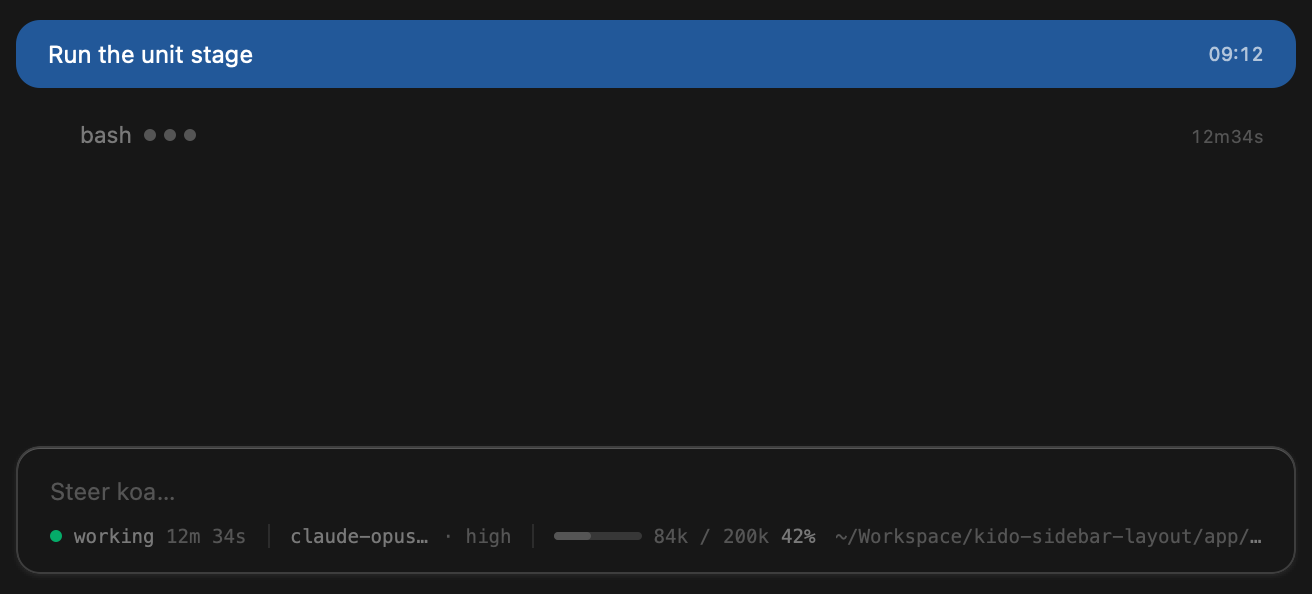 Run the unit stage 09:12
bash 12m34s
Steer koa…
working 12m 34s claude-opus… · high 84k / 200k 42% ~/Workspace/kido-sidebar-layout/app/…